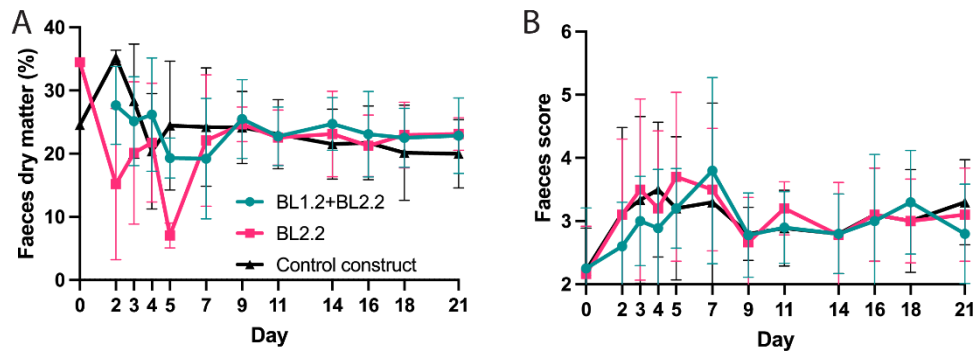 A
Faeces dry matter (%)
40
30
20
10
0
BL1.2+BL2.2
BL2.2
Control construct
0 2 3 4 5 7 9 11 14 16 18 21
Day
B
Faeces score
6
5
4
3
2
0 2 3 4 5 7 9 11 14 16 18 21
Day